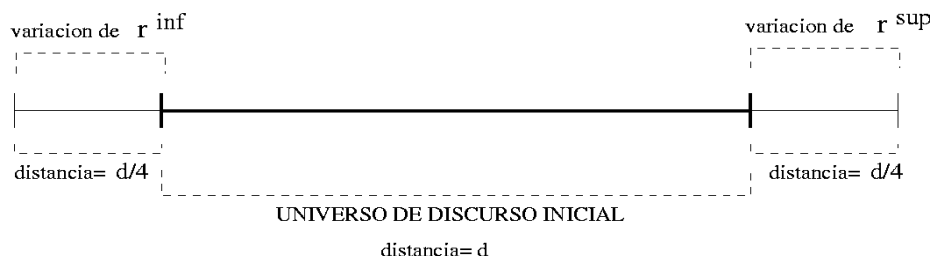 variacion de r inf
variacion de r sup
distancia= d/4
distancia= d/4
UNIVERSO DE DISCURSO INICIAL
distancia= d